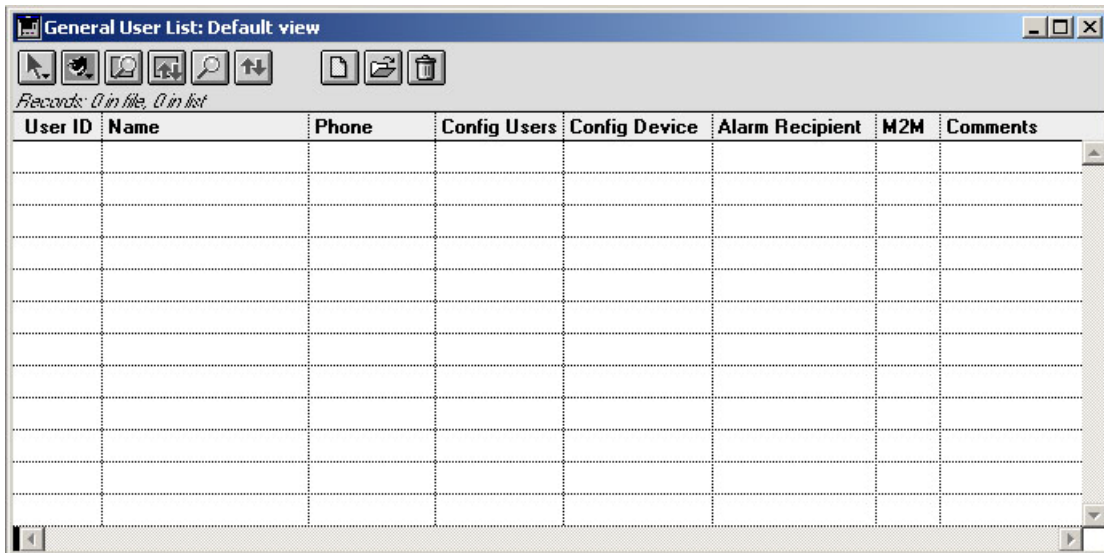 General User List: Default view
Records: 0 in file, 0 in list
User ID Name Phone Config Users Config Device Alarm Recipient M2M Comments